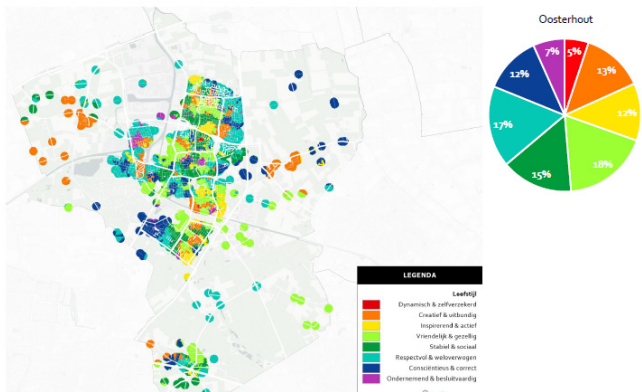 Oosterhout
7%
5%
12%
13%
12%
17%
15%
18%
LEGENDA
Leefstijl
Dynamisch & zelfverzekerd
Creatief & uitbundig
Inspirerend & actief
Vriendelijk & gezellig
Stabiel & sociaal
Respectvol & weloverwogen
Consciëntieus & correct
Ondernemend & besluitvaardig